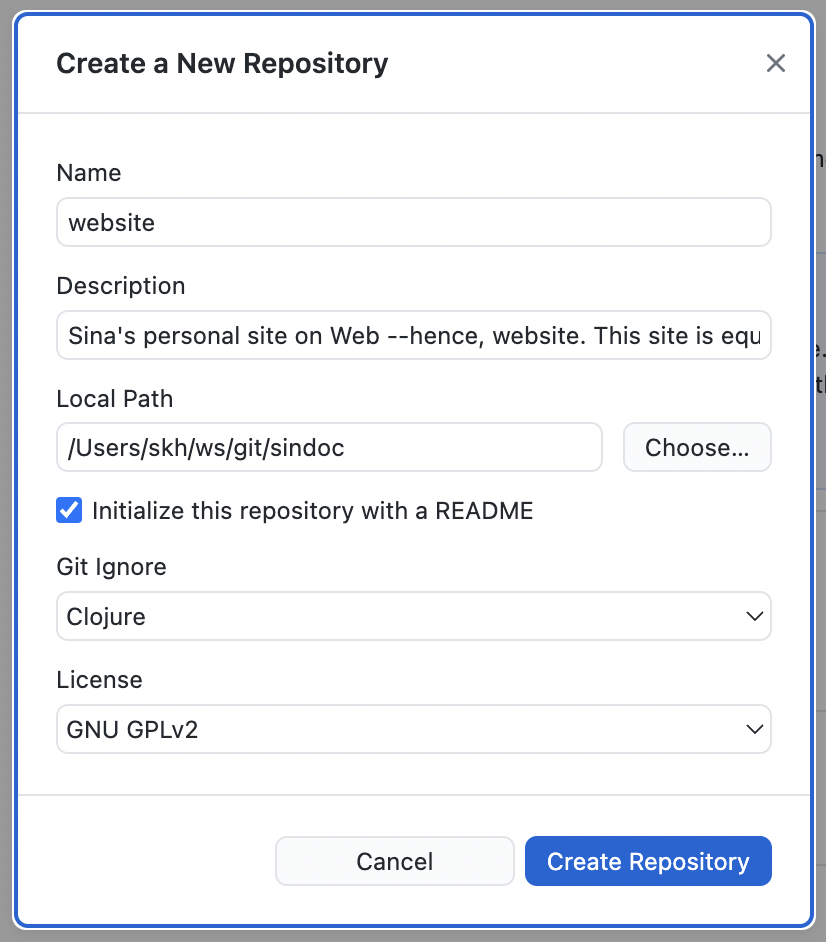 Create a New Repository
Name
website
Description
Sina's personal site on Web --hence, website. This site is equ
Local Path
/Users/skh/ws/git/sindoc
Choose...
Initialize this repository with a README
Git Ignore
Clojure
License
GNU GPLv2
Cancel
Create Repository